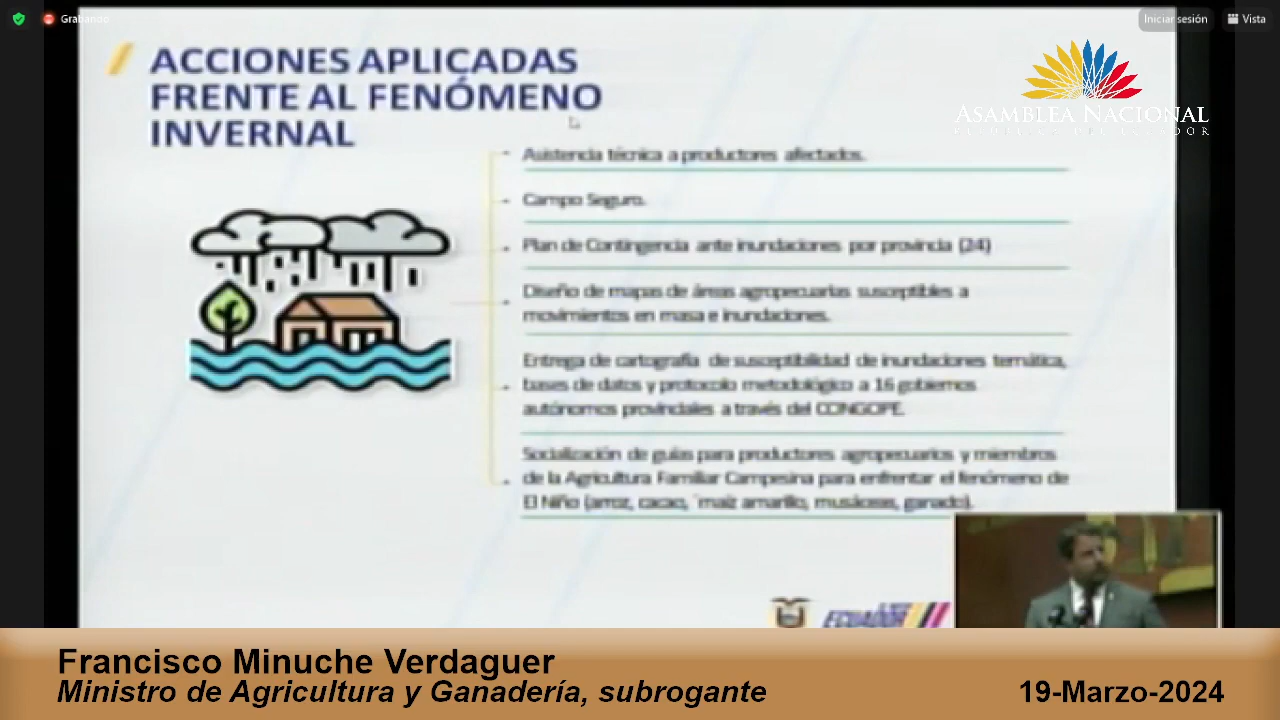 Grabando
Iniciar sesión
Vista
ACCIONES APLICADAS
FRENTE AL FENÓMENO
INVERNAL
ASAMBLEA NACIONAL
REPÚBLICA DEL ECUADOR
Asistencia técnica a productores afectados.
Campo Seguro.
Plan de Contingencia ante inundaciones por provincia (24)
Diseño de mapas de áreas agropecuarias susceptibles a
movimientos en masa e inundaciones.
Entrega de cartografía de susceptibilidad de inundaciones temática,
bases de datos y protocolo metodológico a 16 gobiernos
autónomos provinciales a través del CONGOPE.
Socialización de guías para productores agropecuarios y miembros
de la Agricultura Familiar Campesina para enfrentar el fenómeno de
El Niño (arroz, cacao, ¨maíz amarillo, musáceas, ganado).
ECUADOR
Francisco Minuche Verdaguer
Ministro de Agricultura y Ganadería, subrogante
19-Marzo-2024